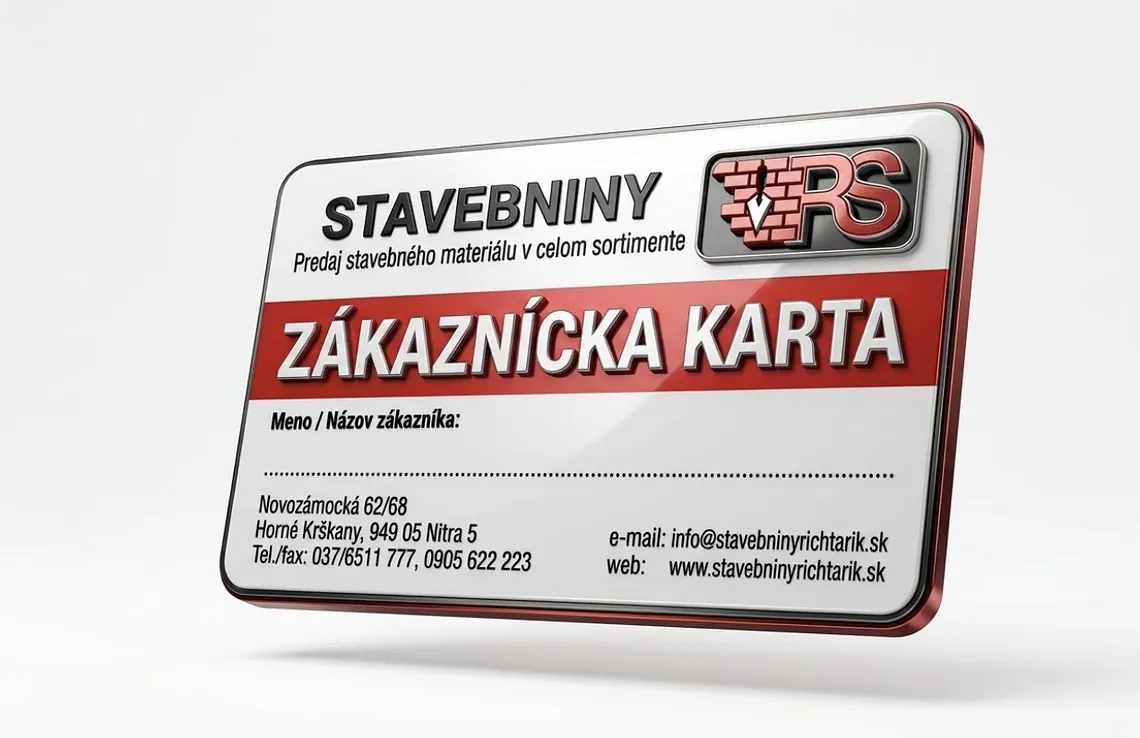 STAVEBNINY
Predaj stavebného materiálu v celom sortimente
RS
ZÁKAZNÍCKA KARTA
Meno / Názov zákazníka:
Novozámocká 62/68
Horné Krškany, 949 05 Nitra 5
Tel./fax: 037/6511 777, 0905 622 223
e-mail: info@stavebninyrichtarik.sk
web: www.stavebninyrichtarik.sk